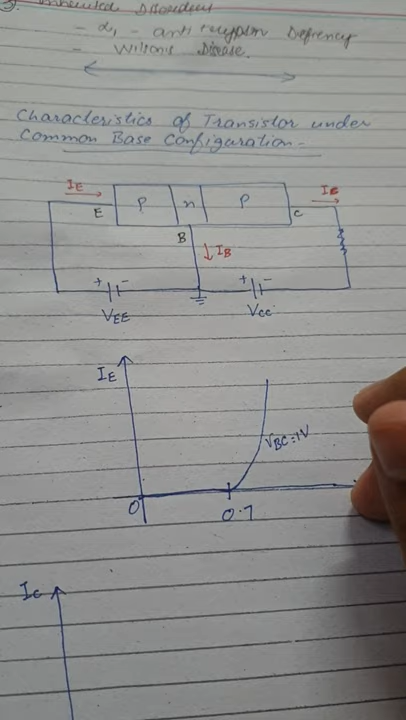 - α1 - anti trypsin Defirency
- Wilson's Disease.
Characteristics of Transistor under
Common Base Configuration -
IE IE
P n P
E C
B
IB
+ - + -
VEE VCC
IE
VBC=1V
0 0.7
IC